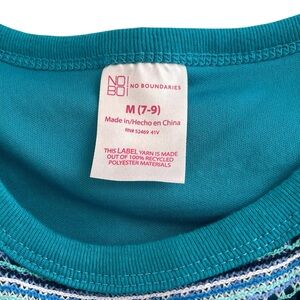 NO
BO
NO BOUNDARIES
M (7-9)
Made in/Hecho en China
RN# 52469 41V
THIS LABEL YARN IS MADE
OUT OF 100% RECYCLED
POLYESTER MATERIALS